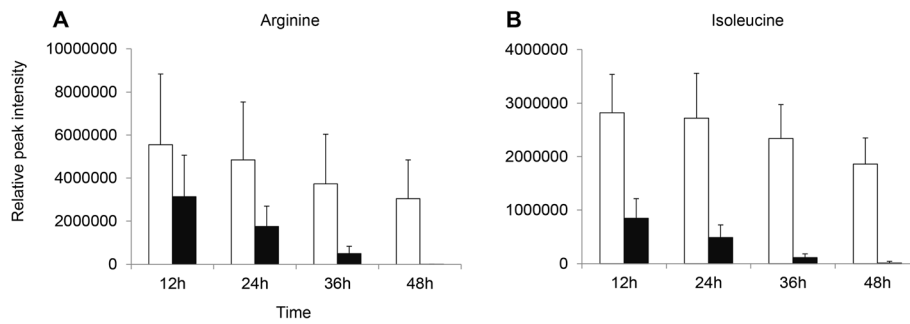 A Arginine
Relative peak intensity
10000000
8000000
6000000
4000000
2000000
0
12h 24h 36h 48h
Time
B Isoleucine
4000000
3000000
2000000
1000000
0
12h 24h 36h 48h